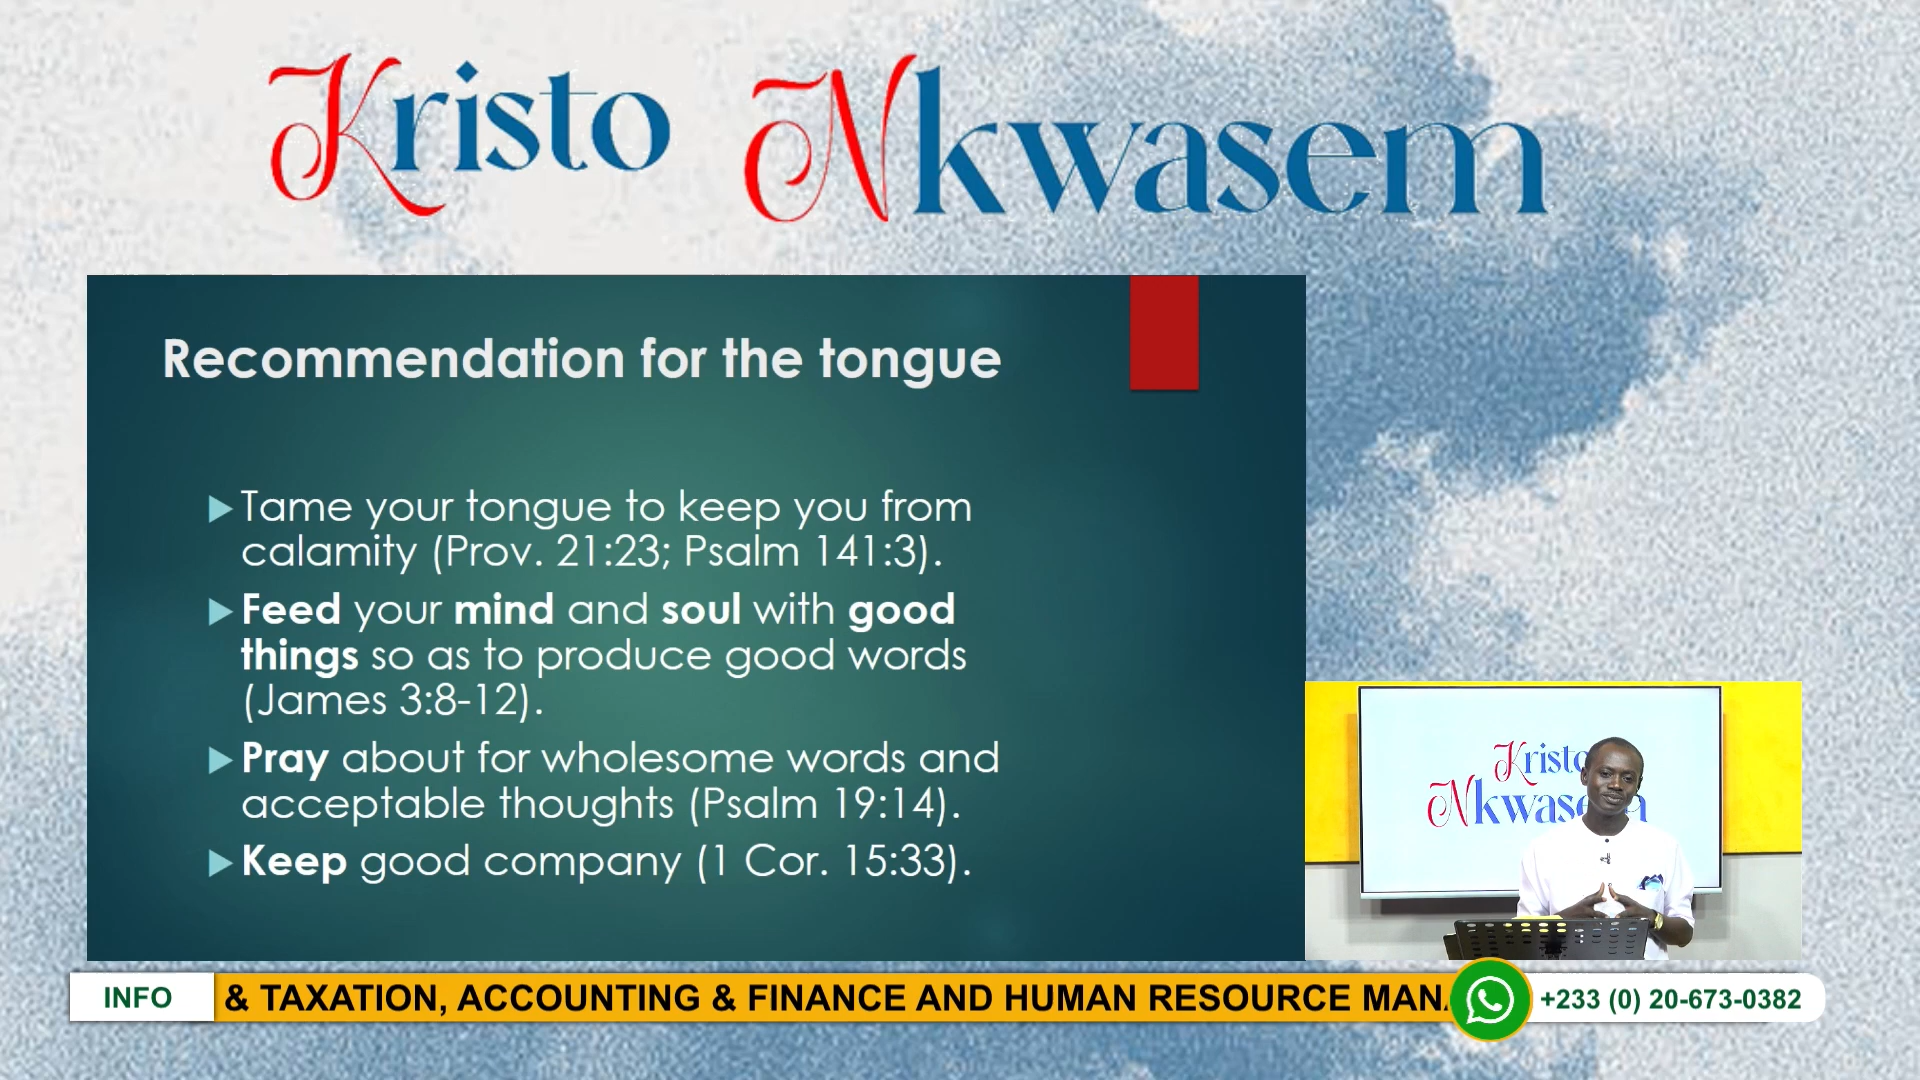 Kristo Nkwasem
Recommendation for the tongue
Tame your tongue to keep you from
calamity (Prov. 21:23; Psalm 141:3).
Feed your mind and soul with good
things so as to produce good words
(James 3:8-12).
Pray about for wholesome words and
acceptable thoughts (Psalm 19:14).
Keep good company (1 Cor. 15:33).
Kristo
Nkwasem
INFO & TAXATION, ACCOUNTING & FINANCE AND HUMAN RESOURCE MAN +233 (0) 20-673-0382